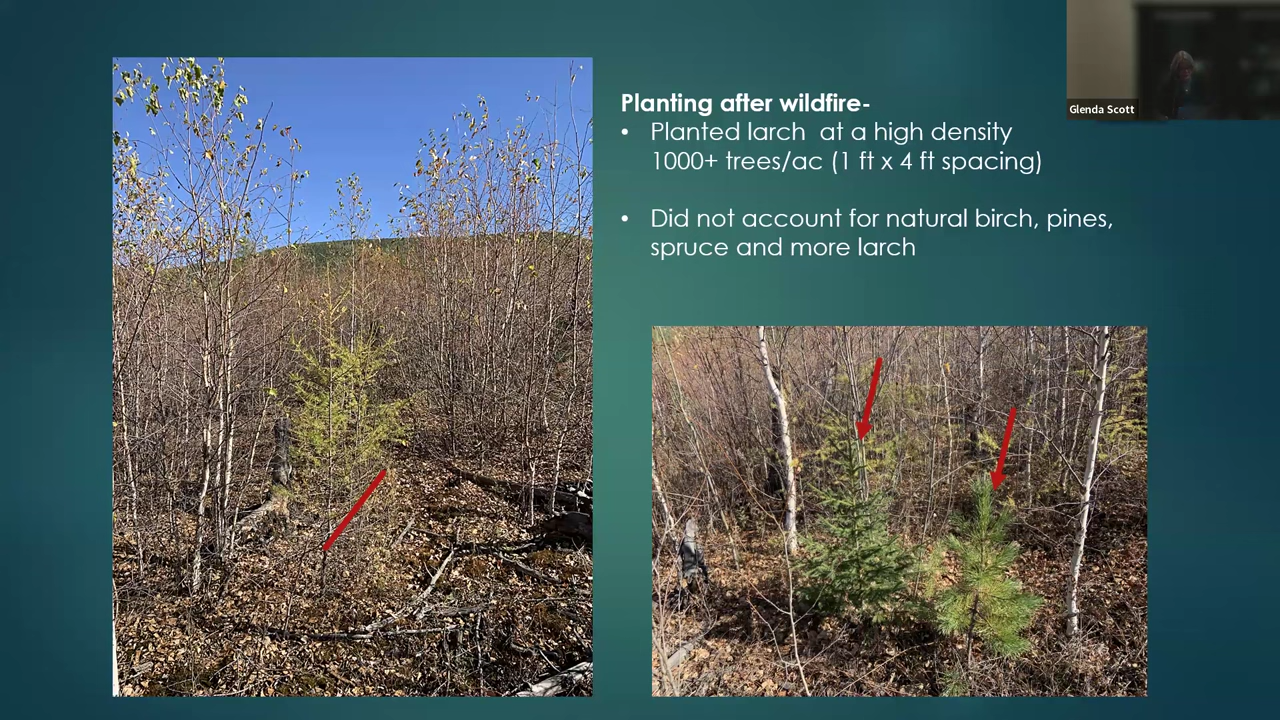 Planting after wildfire-
• Planted larch at a high density
1000+ trees/ac (1 ft x 4 ft spacing)
• Did not account for natural birch, pines,
spruce and more larch
Glenda Scott